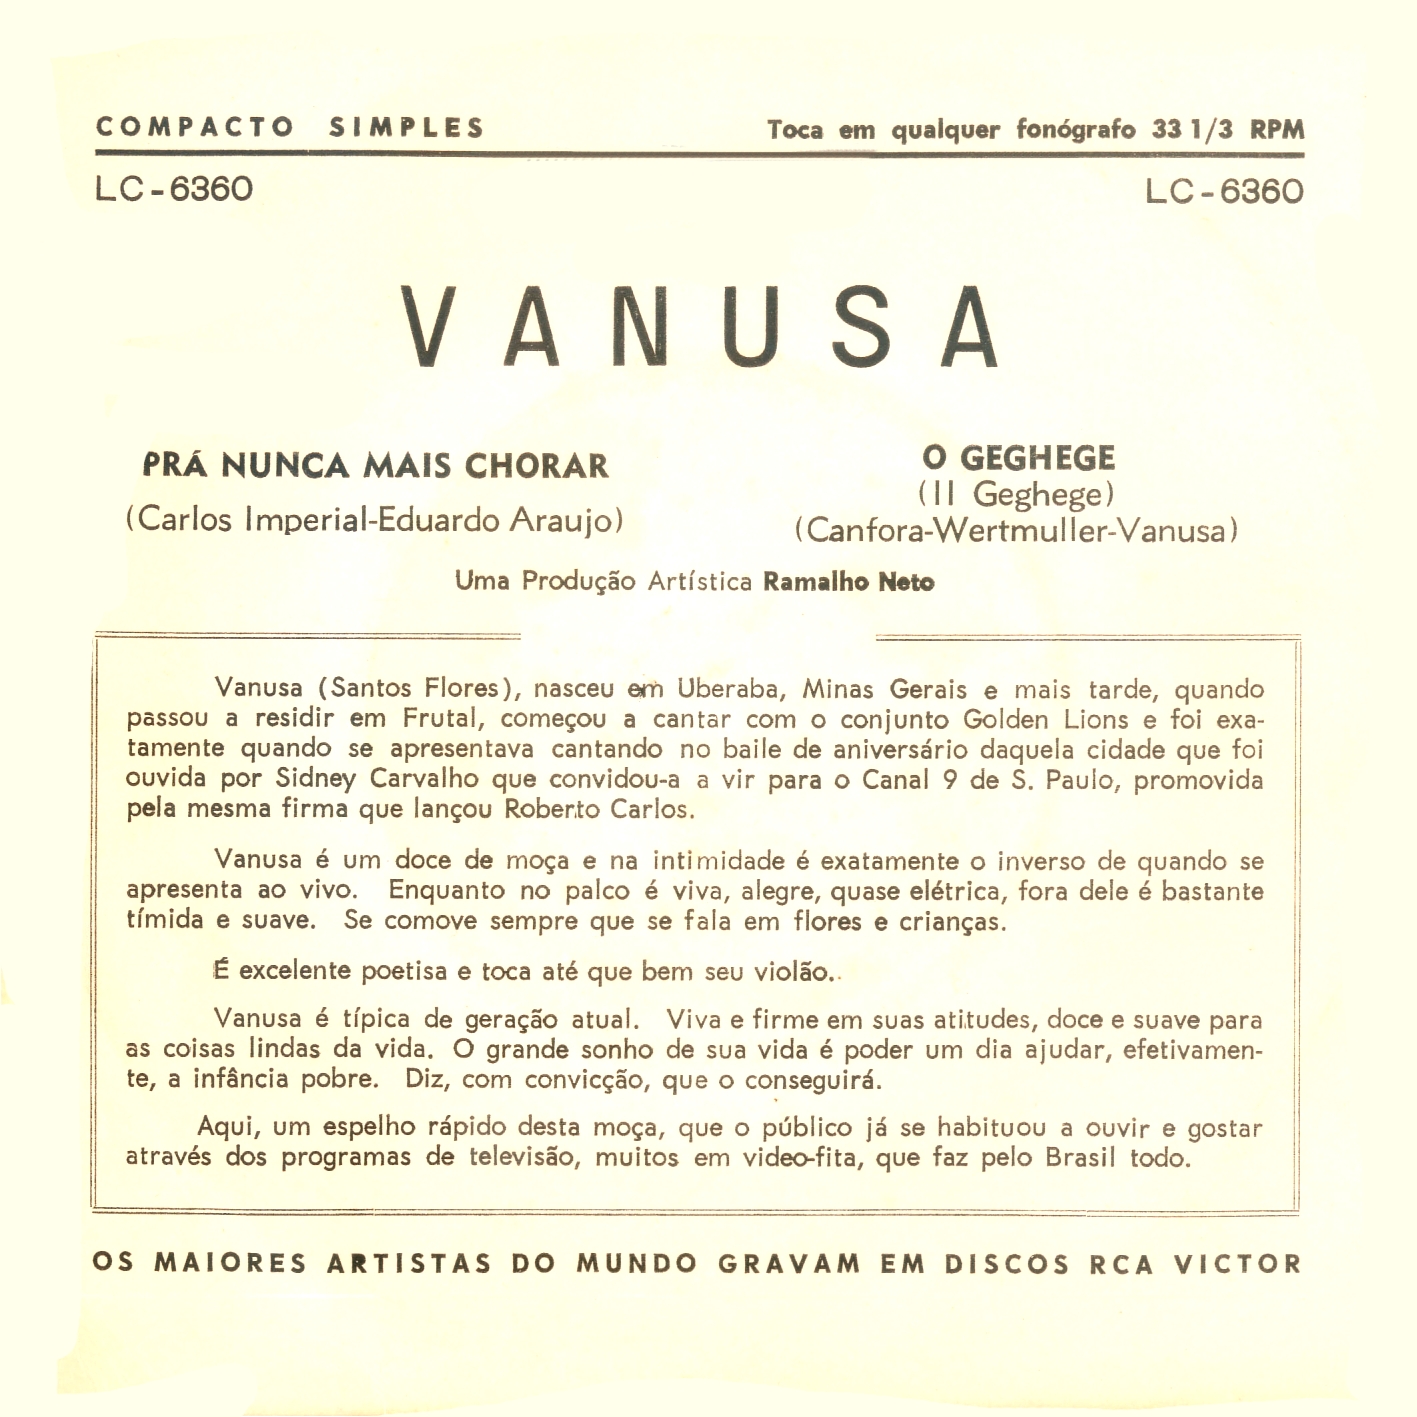 COMPACTO SIMPLES
Toca em qualquer fonógrafo 33 1/3 RPM
LC-6360
LC-6360
VANUSA
PRÁ NUNCA MAIS CHORAR
(Carlos Imperial-Eduardo Araujo)
O GEGHEGE
(Il Geghege)
(Canfora-Wertmuller-Vanusa)
Uma Produção Artística Ramalho Neto
Vanusa (Santos Flores), nasceu em Uberaba, Minas Gerais e mais tarde, quando
passou a residir em Frutal, começou a cantar com o conjunto Golden Lions e foi exa-
tamente quando se apresentava cantando no baile de aniversário daquela cidade que foi
ouvida por Sidney Carvalho que convidou-a a vir para o Canal 9 de S. Paulo, promovida
pela mesma firma que lançou Roberto Carlos.
Vanusa é um doce de moça e na intimidade é exatamente o inverso de quando se
apresenta ao vivo. Enquanto no palco é viva, alegre, quase elétrica, fora dele é bastante
tímida e suave. Se comove sempre que se fala em flores e crianças.
É excelente poetisa e toca até que bem seu violão.
Vanusa é típica de geração atual. Viva e firme em suas atitudes, doce e suave para
as coisas lindas da vida. O grande sonho de sua vida é poder um dia ajudar, efetivamen-
te, a infância pobre. Diz, com convicção, que o conseguirá.
Aqui, um espelho rápido desta moça, que o público já se habituou a ouvir e gostar
através dos programas de televisão, muitos em video-fita, que faz pelo Brasil todo.
OS MAIORES ARTISTAS DO MUNDO GRAVAM EM DISCOS RCA VICTOR